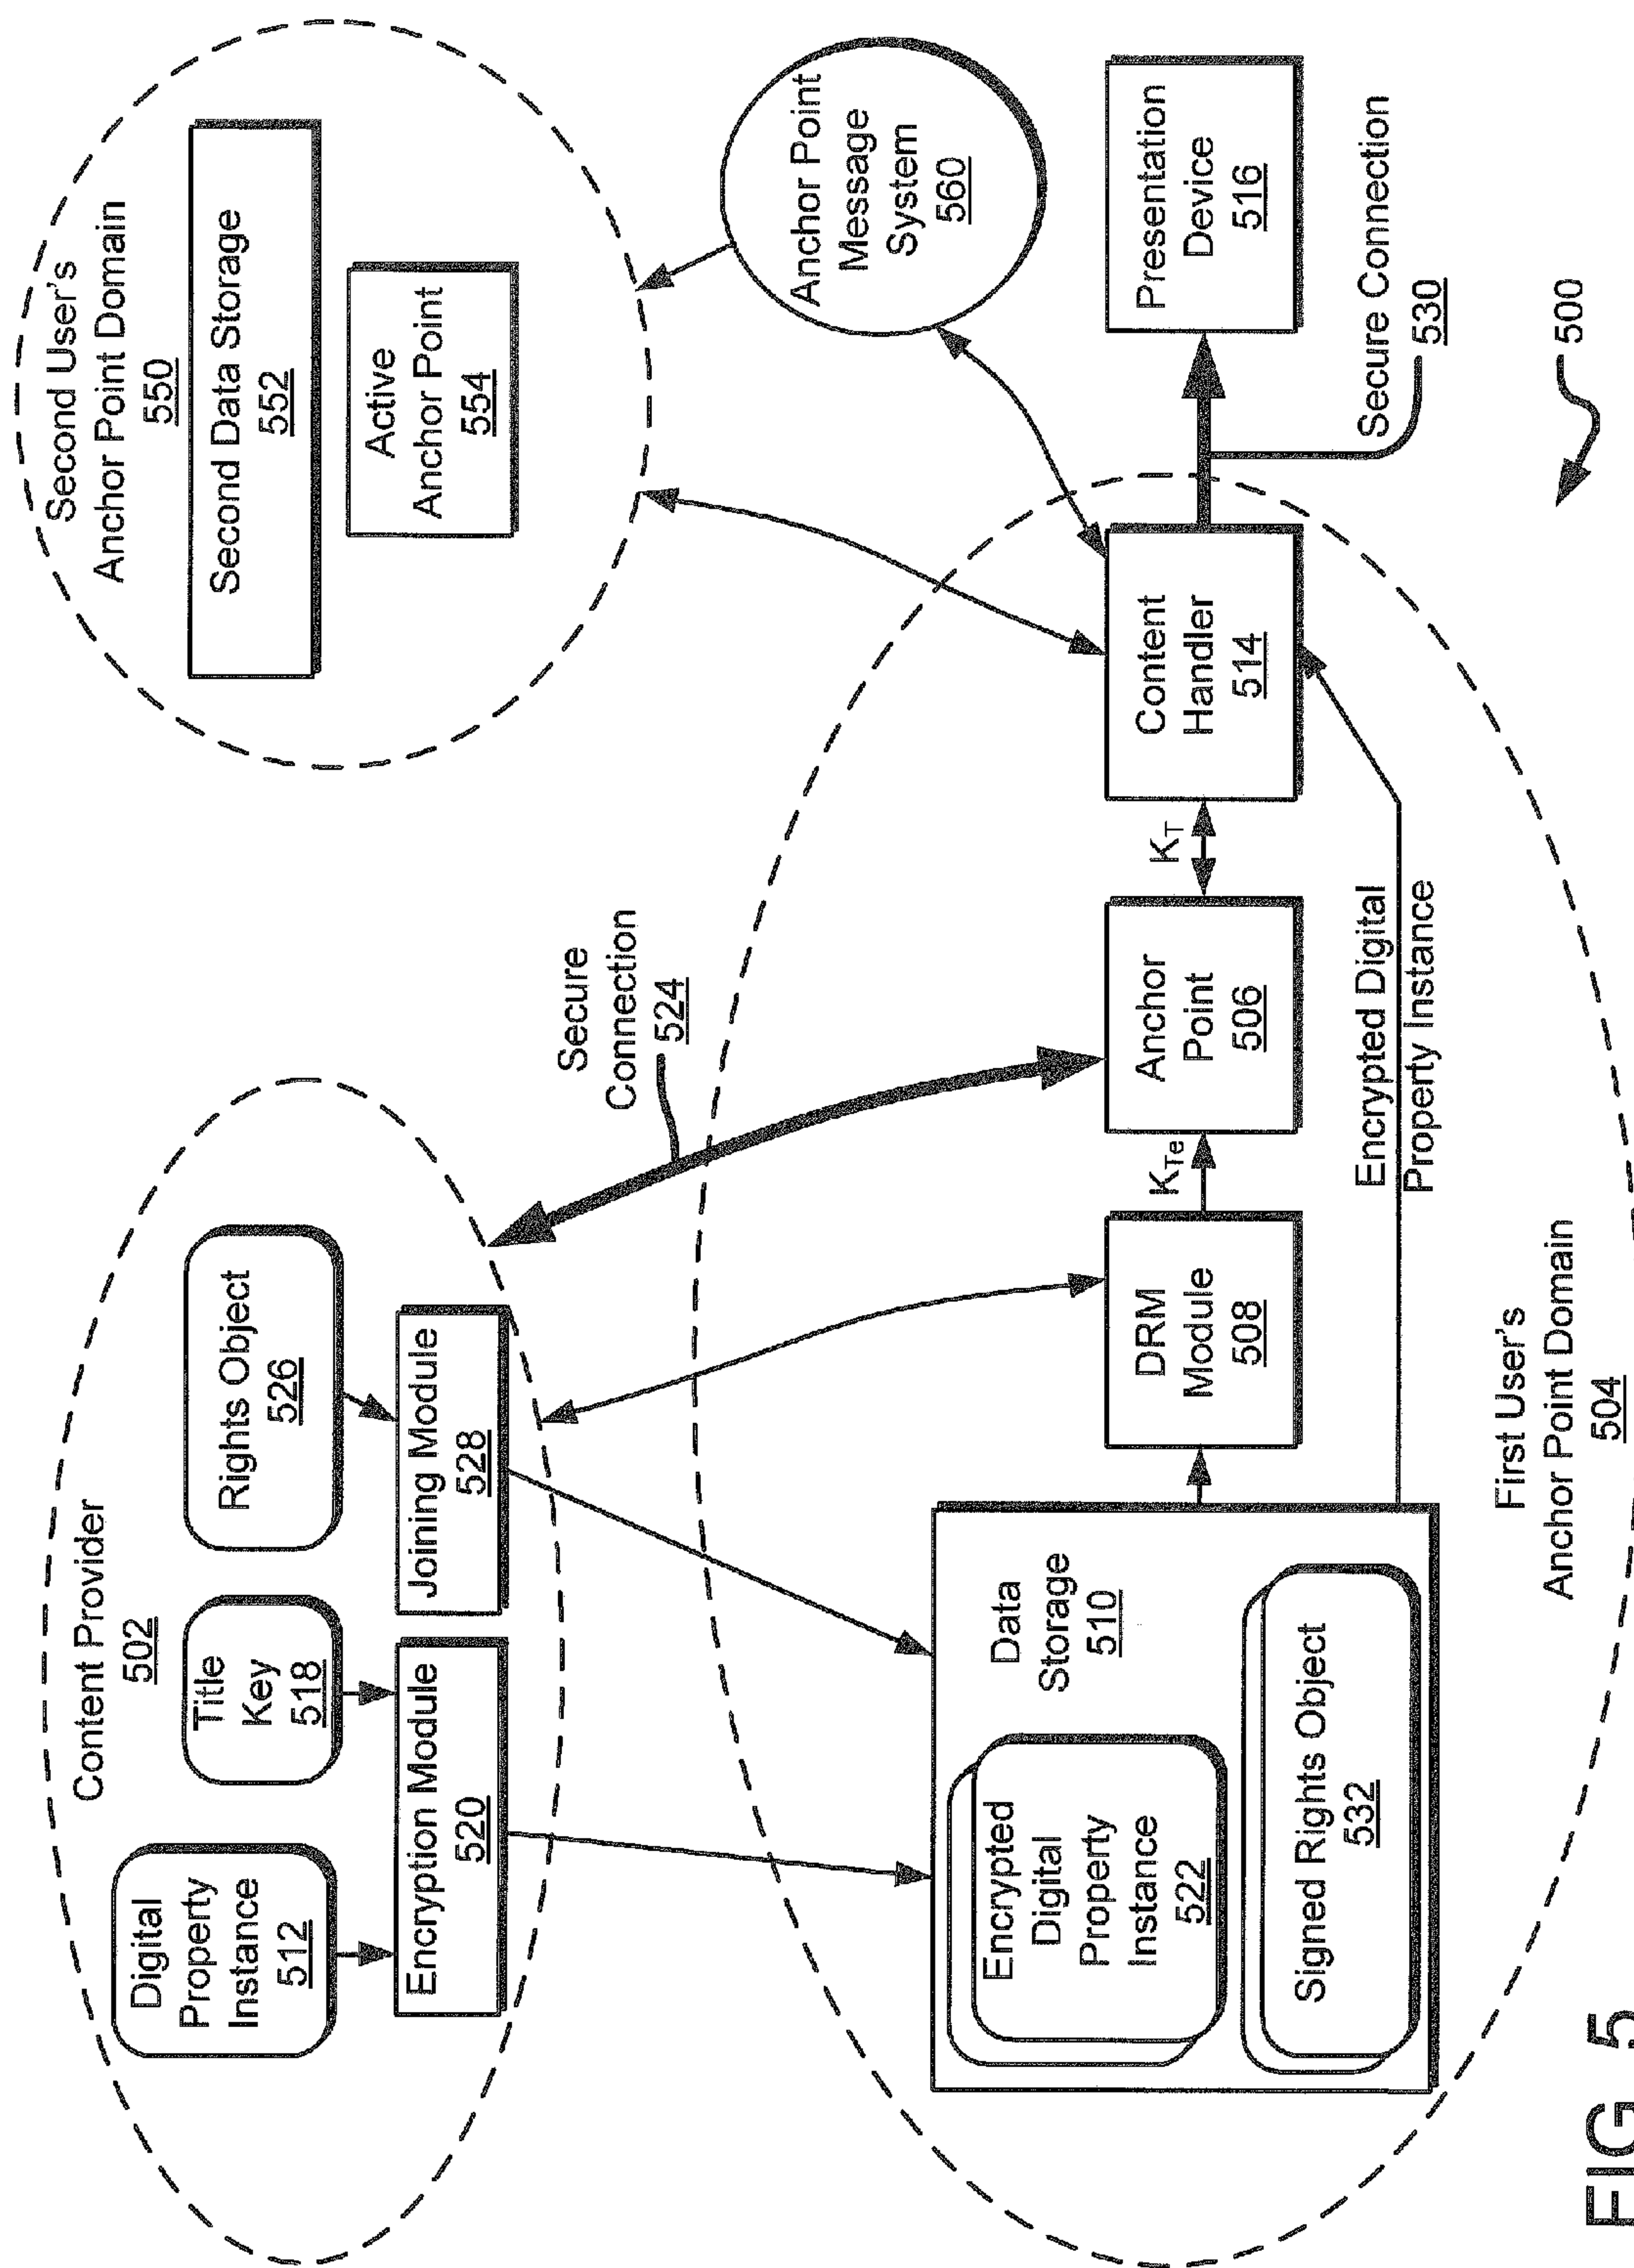 Content Provider
502
Digital
Property
Instance
512
Title
Key
518
Rights Object
526
Encryption Module
520
Joining Module
528
Secure
Connection
524
Second User's
Anchor Point Domain
550
Second Data Storage
552
Active
Anchor Point
554
Anchor Point
Message
System
560
Data
Storage
510
Encrypted
Digital
Property
Instance
522
Signed Rights Object
532
DRM
Module
508
KTe
Anchor
Point
506
KT
Content
Handler
514
Presentation
Device
516
Encrypted Digital
Property Instance
Secure Connection
530
First User's
Anchor Point Domain
504
500
FIG. 5